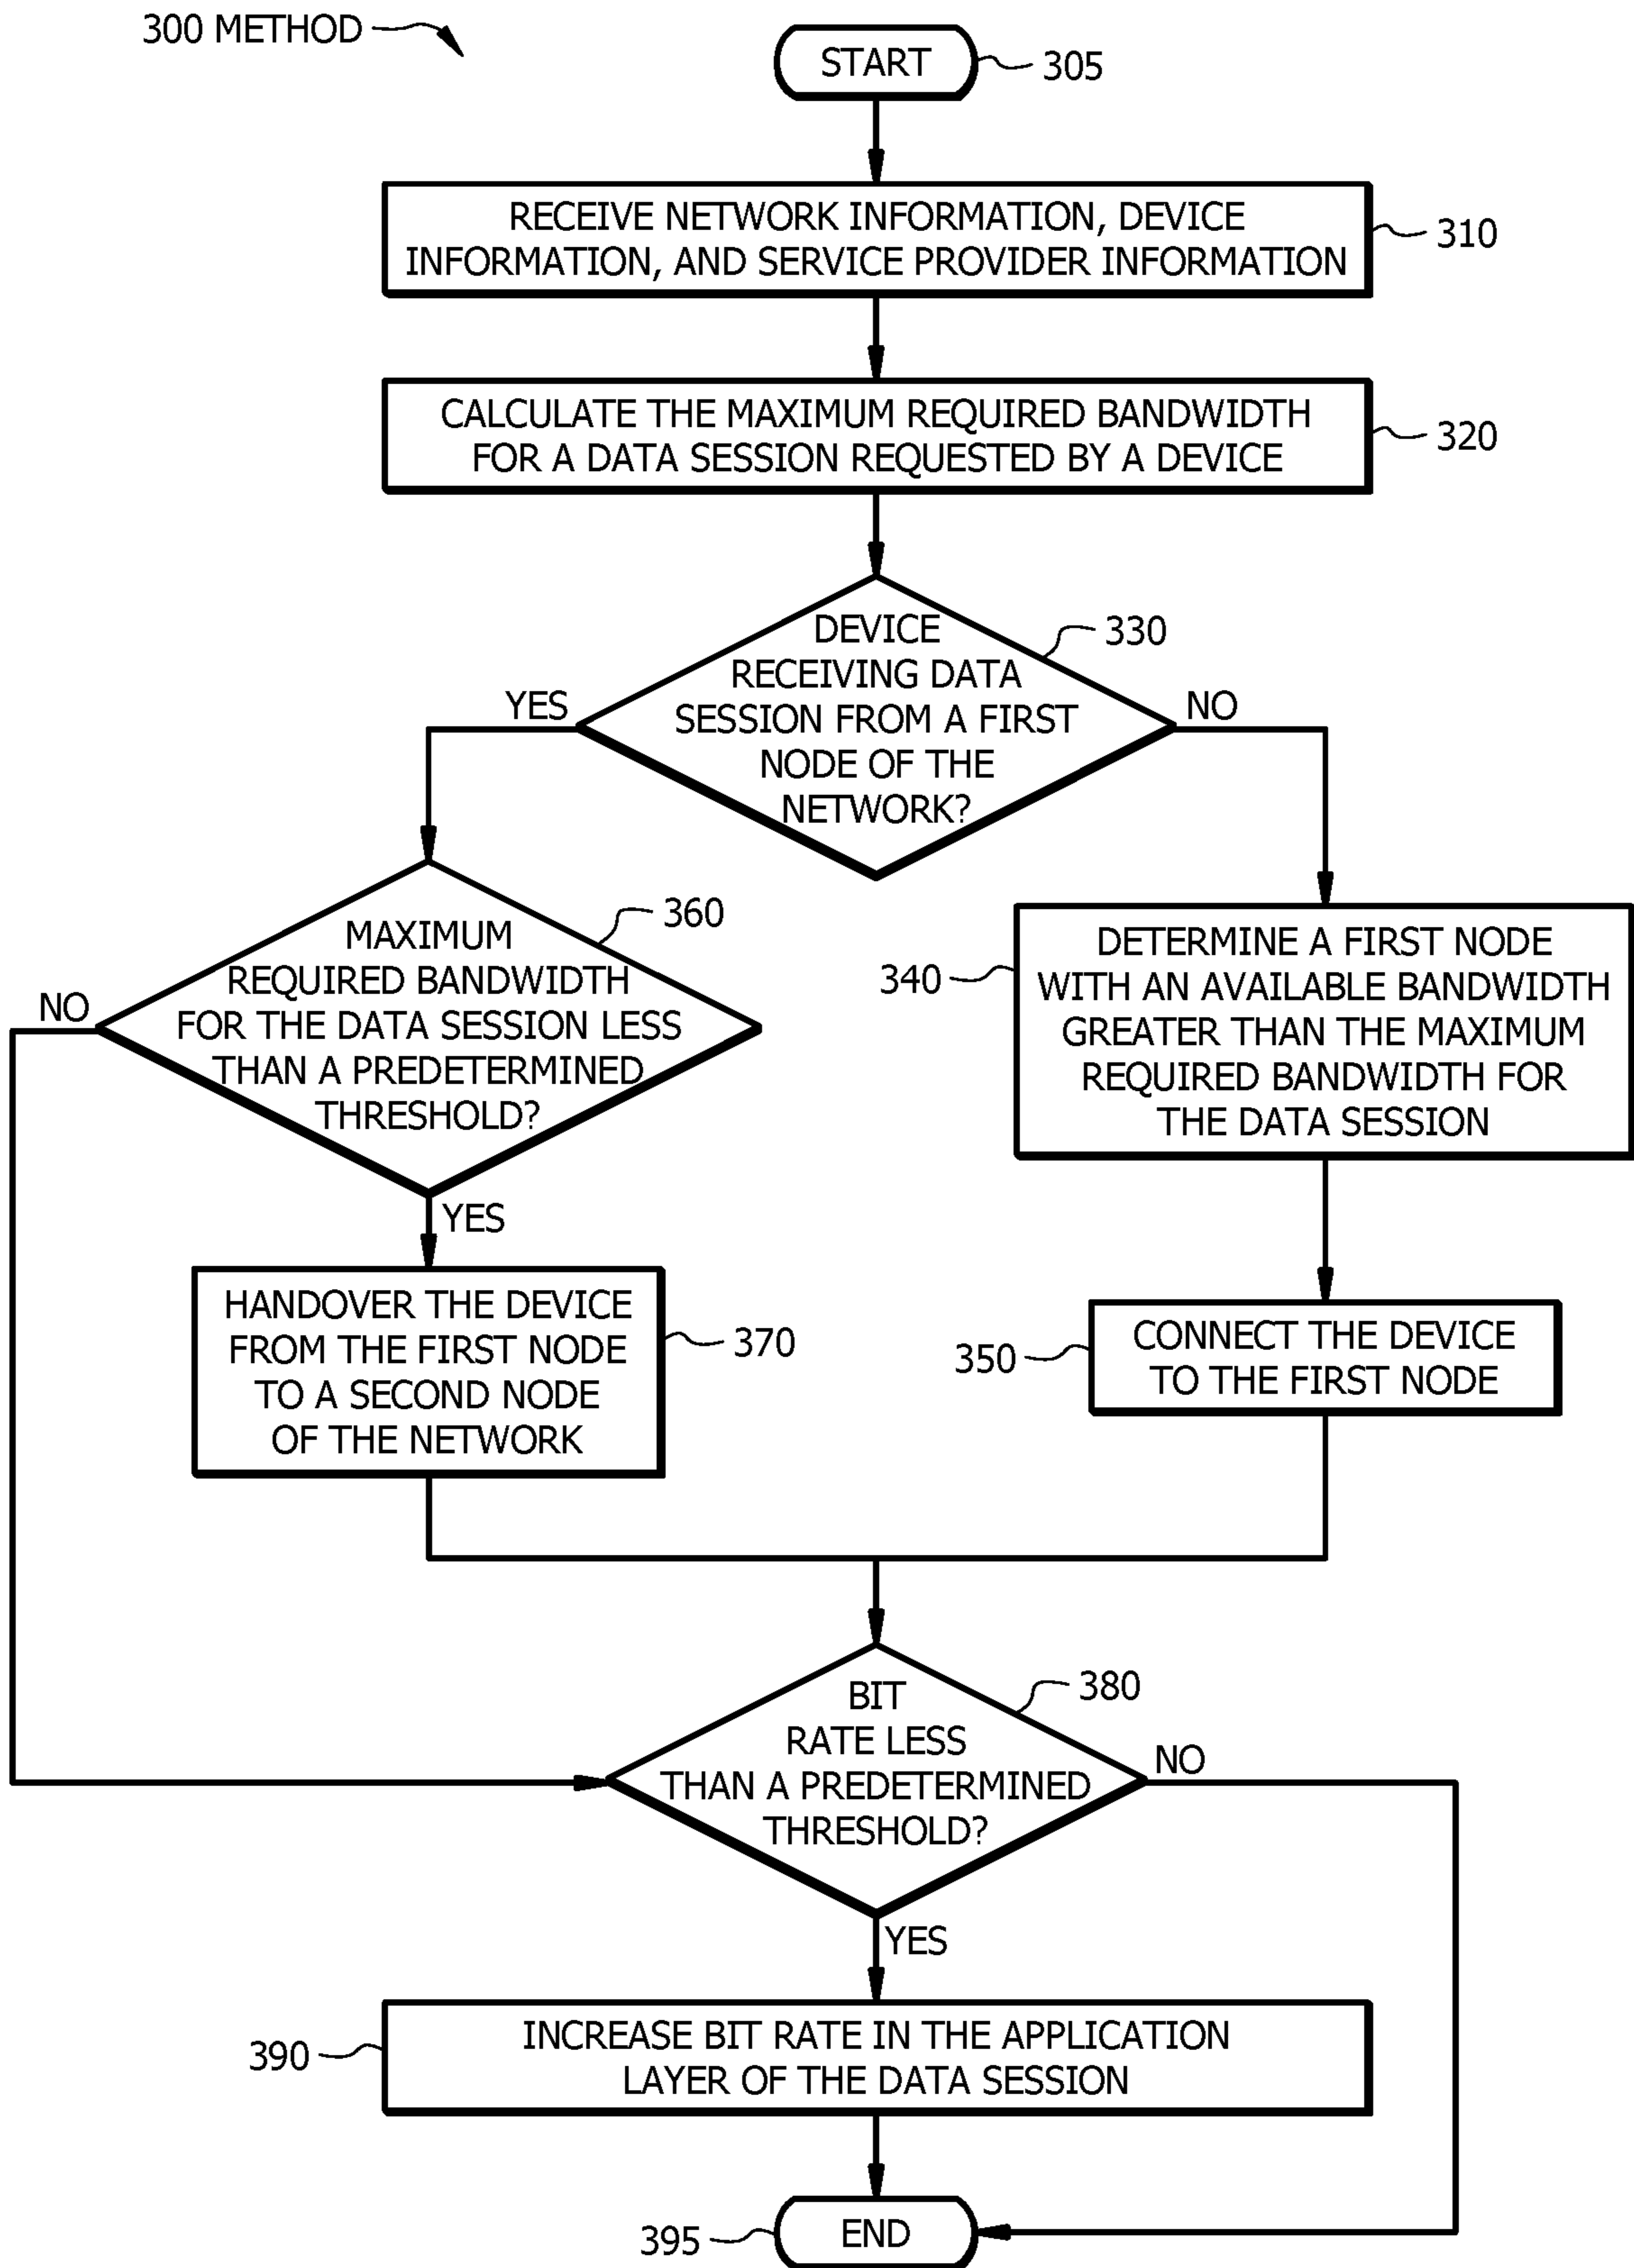 300 METHOD
START
305
RECEIVE NETWORK INFORMATION, DEVICE
INFORMATION, AND SERVICE PROVIDER INFORMATION
310
CALCULATE THE MAXIMUM REQUIRED BANDWIDTH
FOR A DATA SESSION REQUESTED BY A DEVICE
320
DEVICE
RECEIVING DATA
SESSION FROM A FIRST
NODE OF THE
NETWORK?
330
YES
NO
MAXIMUM
REQUIRED BANDWIDTH
FOR THE DATA SESSION LESS
THAN A PREDETERMINED
THRESHOLD?
360
NO
YES
340
DETERMINE A FIRST NODE
WITH AN AVAILABLE BANDWIDTH
GREATER THAN THE MAXIMUM
REQUIRED BANDWIDTH FOR
THE DATA SESSION
HANDOVER THE DEVICE
FROM THE FIRST NODE
TO A SECOND NODE
OF THE NETWORK
370
350
CONNECT THE DEVICE
TO THE FIRST NODE
BIT
RATE LESS
THAN A PREDETERMINED
THRESHOLD?
380
NO
YES
390
INCREASE BIT RATE IN THE APPLICATION
LAYER OF THE DATA SESSION
395
END